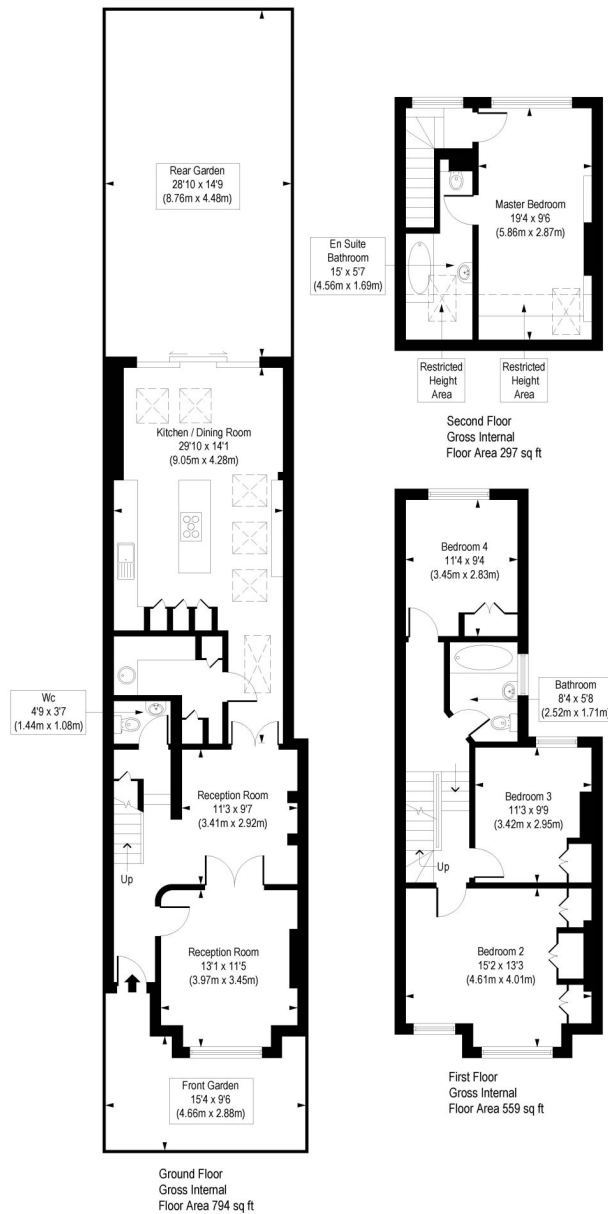 Rear Garden
28'10 x 14'9
(8.76m x 4.48m)
Kitchen / Dining Room
29'10 x 14'1
(9.05m x 4.28m)
Wc
4'9 x 3'7
(1.44m x 1.08m)
Reception Room
11'3 x 9'7
(3.41m x 2.92m)
Up
Reception Room
13'1 x 11'5
(3.97m x 3.45m)
Front Garden
15'4 x 9'6
(4.66m x 2.88m)
Ground Floor
Gross Internal
Floor Area 794 sq ft
Master Bedroom
19'4 x 9'6
(5.86m x 2.87m)
En Suite
Bathroom
15' x 5'7
(4.56m x 1.69m)
Restricted
Height
Area
Restricted
Height
Area
Second Floor
Gross Internal
Floor Area 297 sq ft
Bedroom 4
11'4 x 9'4
(3.45m x 2.83m)
Bathroom
8'4 x 5'8
(2.52m x 1.71m)
Bedroom 3
11'3 x 9'9
(3.42m x 2.95m)
Up
Bedroom 2
15'2 x 13'3
(4.61m x 4.01m)
First Floor
Gross Internal
Floor Area 559 sq ft